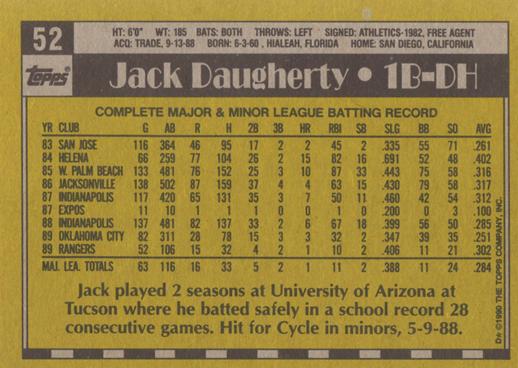 52
HT: 6'0" WT: 185 BATS: BOTH THROWS: LEFT SIGNED: ATHLETICS-1982, FREE AGENT
ACQ: TRADE, 9-13-88 BORN: 6-3-60, HIALEAH, FLORIDA HOME: SAN DIEGO, CALIFORNIA
TOPPS
Jack Daugherty • 1B-DH
COMPLETE MAJOR & MINOR LEAGUE BATTING RECORD
YR CLUB G AB R H 2B 3B HR RBI SB SLG BB SO AVG
83 SAN JOSE 116 364 46 95 17 2 2 45 2 .335 55 71 .261
84 HELENA 66 259 77 104 26 2 15 82 16 .691 52 48 .402
85 W. PALM BEACH 133 481 76 152 25 3 10 87 33 .443 75 58 .316
86 JACKSONVILLE 138 502 87 159 37 4 4 63 15 .430 79 58 .317
87 INDIANAPOLIS 117 420 65 131 35 3 7 50 11 .460 42 54 .312
87 EXPOS 11 10 1 1 1 0 0 1 0 .200 0 3 .100
88 INDIANAPOLIS 137 481 82 137 33 2 6 67 18 .399 56 50 .285
89 OKLAHOMA CITY 82 311 28 78 15 3 3 32 2 .347 39 35 .251
89 RANGERS 52 106 15 32 4 2 1 10 2 .406 11 21 .302
MAJ. LEA. TOTALS 63 116 16 33 5 2 1 11 2 .388 11 24 .284
Jack played 2 seasons at University of Arizona at
Tucson where he batted safely in a school record 28
consecutive games. Hit for Cycle in minors, 5-9-88.
D* ©1990 THE TOPPS COMPANY, INC.